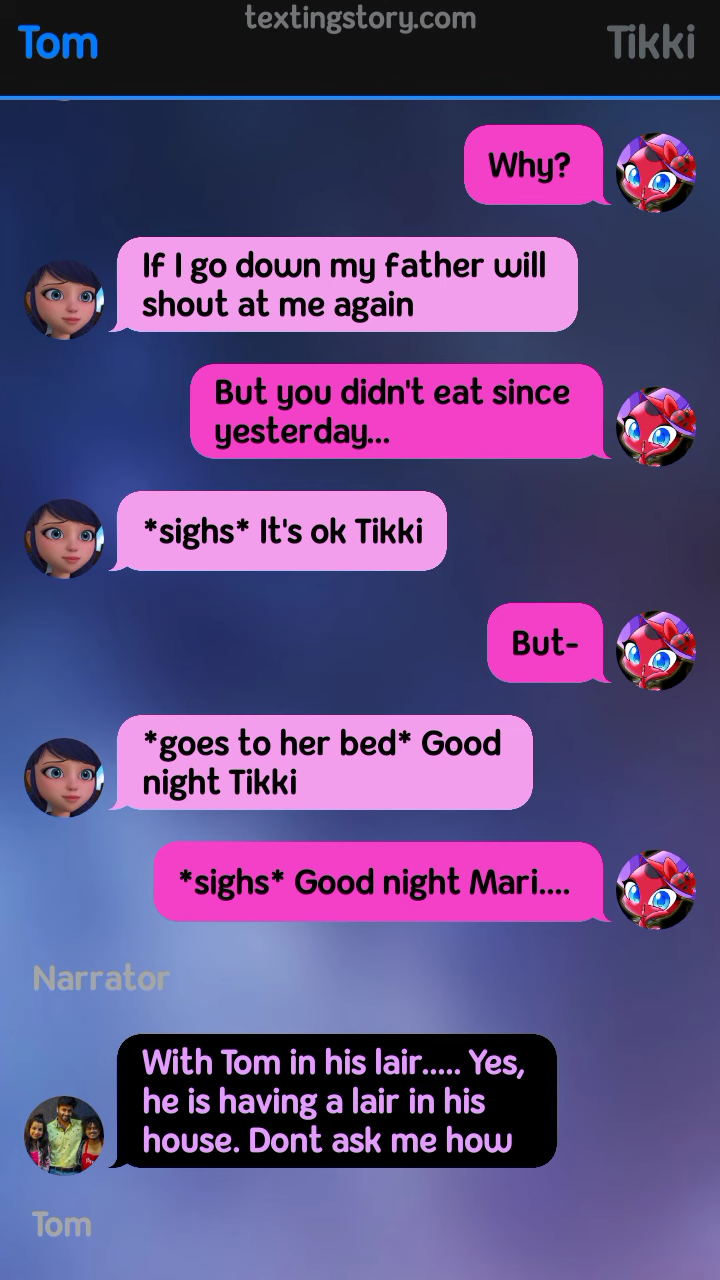 textingstory.com
Tom
Tikki
Why?
If I go down my father will
shout at me again
But you didn't eat since
yesterday...
*sighs* It's ok Tikki
But-
*goes to her bed* Good
night Tikki
*sighs* Good night Mari....
Narrator
With Tom in his lair..... Yes,
he is having a lair in his
house. Dont ask me how
Tom